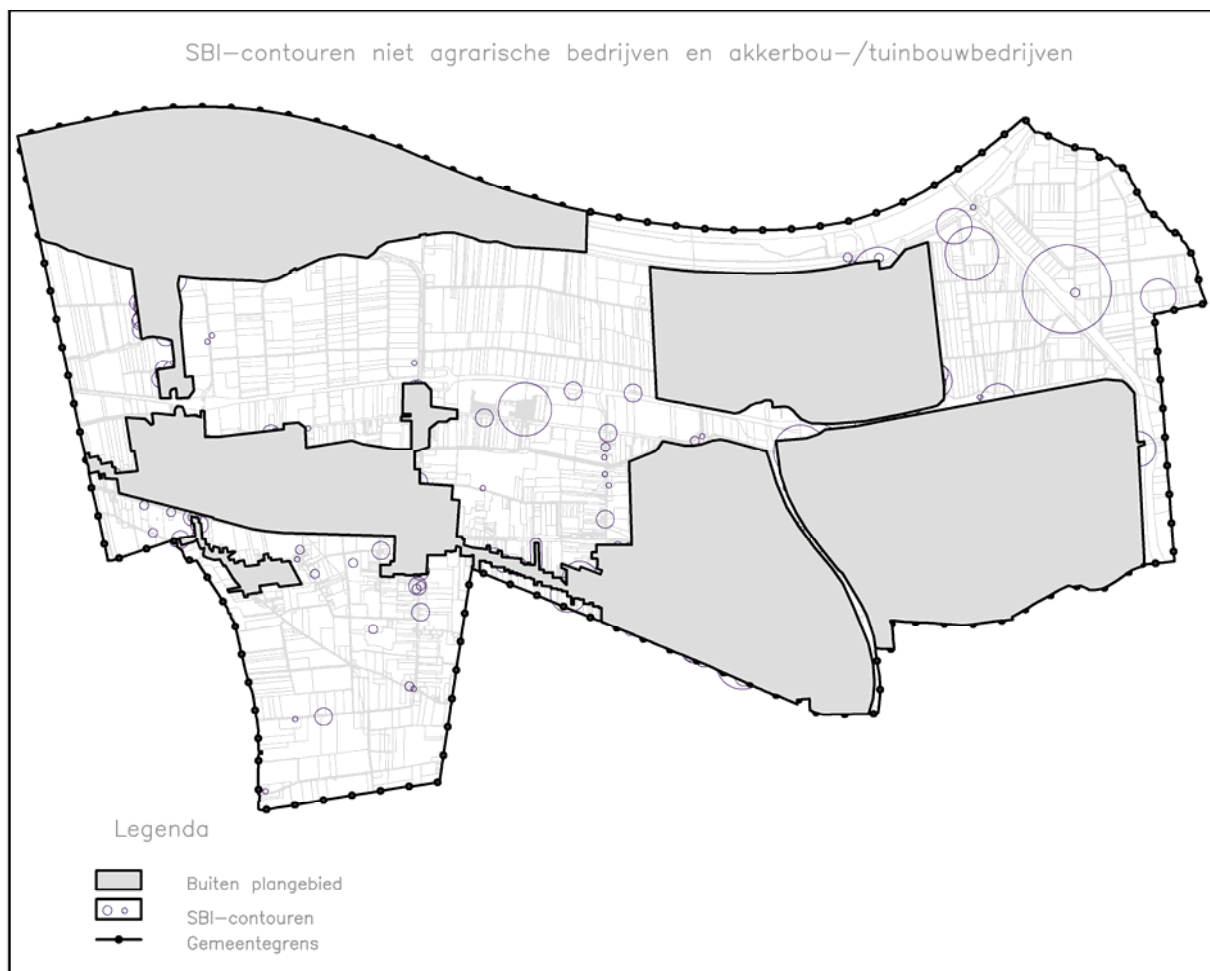 SBI-contouren niet agrarische bedrijven en akkerbou-/tuinbouwbedrijven
Legenda
Buiten plangebied
SBI-contouren
Gemeentegrens